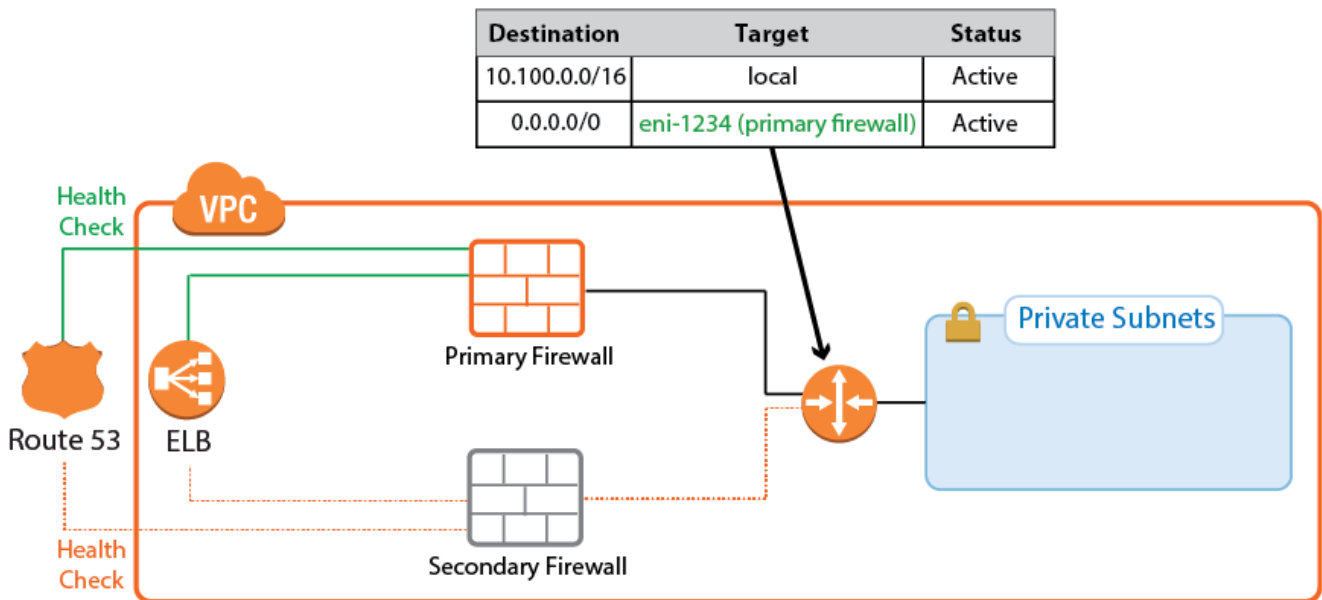 Destination Target Status
10.100.0.0/16 local Active
0.0.0.0/0 eni-1234 (primary firewall) Active
Health
Check
VPC
Private Subnets
Primary Firewall
Route 53
ELB
Health
Check
Secondary Firewall